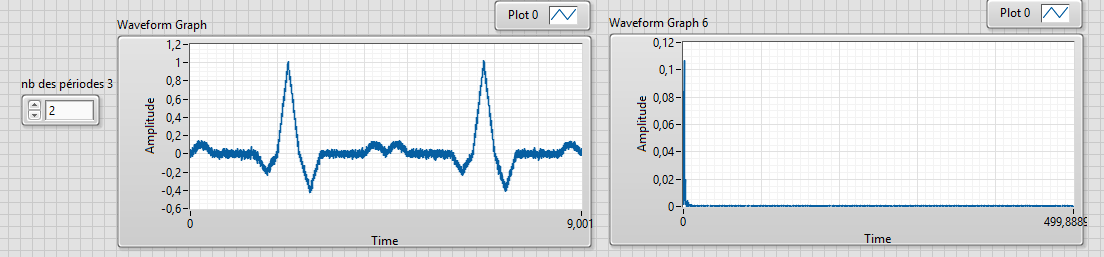 Plot 0
Plot 0
Waveform Graph
Waveform Graph 6
nb des périodes 3
2
Amplitude
1,2
1
0,8
0,6
0,4
0,2
0
-0,2
-0,4
-0,6
0
9,001
Time
Amplitude
0,12
0,1
0,08
0,06
0,04
0,02
0
0
499,8889
Time